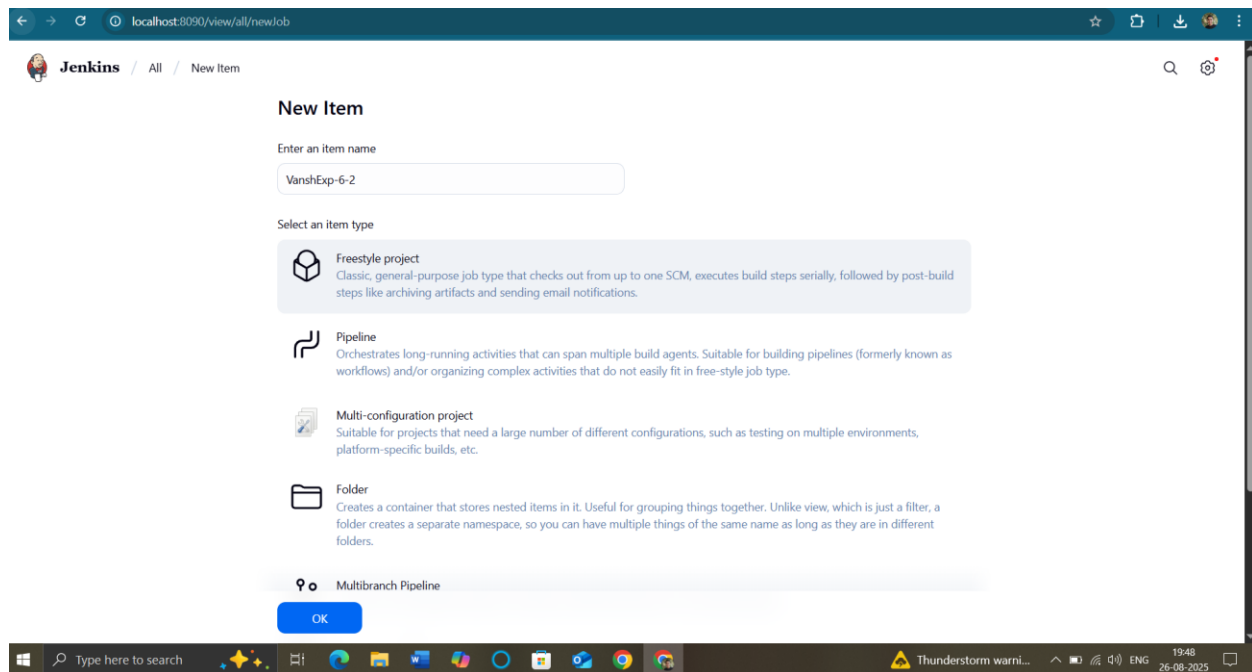 localhost:8090/view/all/newJob
Jenkins / All / New Item
New Item
Enter an item name
VanshExp-6-2
Select an item type
Freestyle project
Classic, general-purpose job type that checks out from up to one SCM, executes build steps serially, followed by post-build
steps like archiving artifacts and sending email notifications.
Pipeline
Orchestrates long-running activities that can span multiple build agents. Suitable for building pipelines (formerly known as
workflows) and/or organizing complex activities that do not easily fit in free-style job type.
Multi-configuration project
Suitable for projects that need a large number of different configurations, such as testing on multiple environments,
platform-specific builds, etc.
Folder
Creates a container that stores nested items in it. Useful for grouping things together. Unlike view, which is just a filter, a
folder creates a separate namespace, so you can have multiple things of the same name as long as they are in different
folders.
Multibranch Pipeline
OK
Type here to search
Thunderstorm warni...
ENG
19:48
26-08-2025